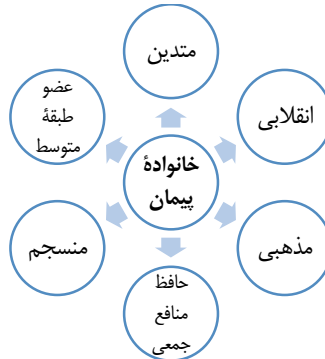 متدین
انقلابی
مذهبی
حافظ
منافع
جمعی
منسجم
عضو
طبقهٔ
متوسط
خانوادهٔ
پیمان